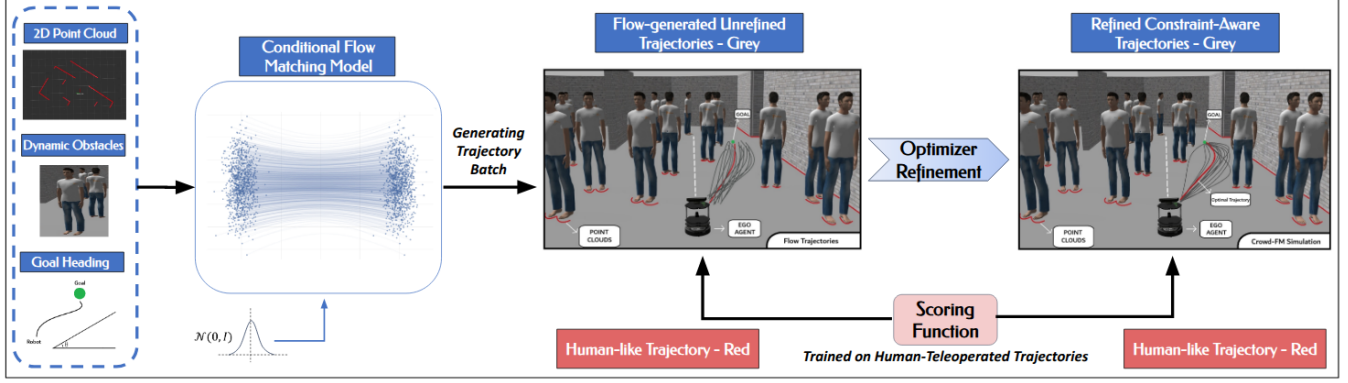 2D Point Cloud
Dynamic Obstacles
Goal Heading
Goal
Robot
θ
Conditional Flow
Matching Model
𝒩(0, I)
Generating
Trajectory
Batch
Flow-generated Unrefined
Trajectories - Grey
GOAL
POINT
CLOUDS
EGO
AGENT
Flow Trajectories
Optimizer
Refinement
Refined Constraint-Aware
Trajectories - Grey
GOAL
Optimal Trajectory
POINT
CLOUDS
EGO
AGENT
Crowd-FM Simulation
Scoring
Function
Human-like Trajectory - Red
Trained on Human-Teleoperated Trajectories
Human-like Trajectory - Red